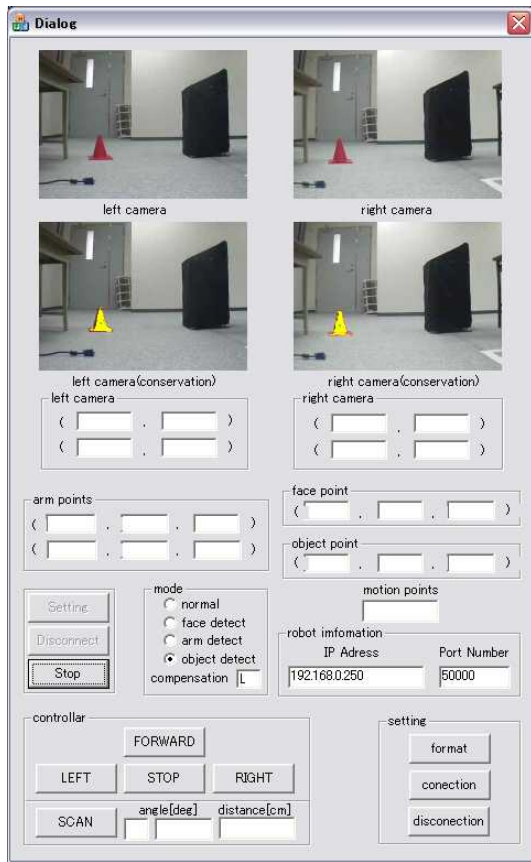 Dialog
left camera right camera
left camera(conservation) right camera(conservation)
left camera right camera
( , ) ( , )
( , ) ( , )
arm points face point
( , , ) ( , , )
( , , ) object point
( , , )
Setting
Disconnect
Stop
mode
normal
face detect
arm detect
object detect
compensation L
motion points
robot imfomation
IP Adress Port Number
192.168.0.250 50000
controllar
FORWARD
LEFT STOP RIGHT
SCAN angle[deg] distance[cm]
setting
format
conection
disconection